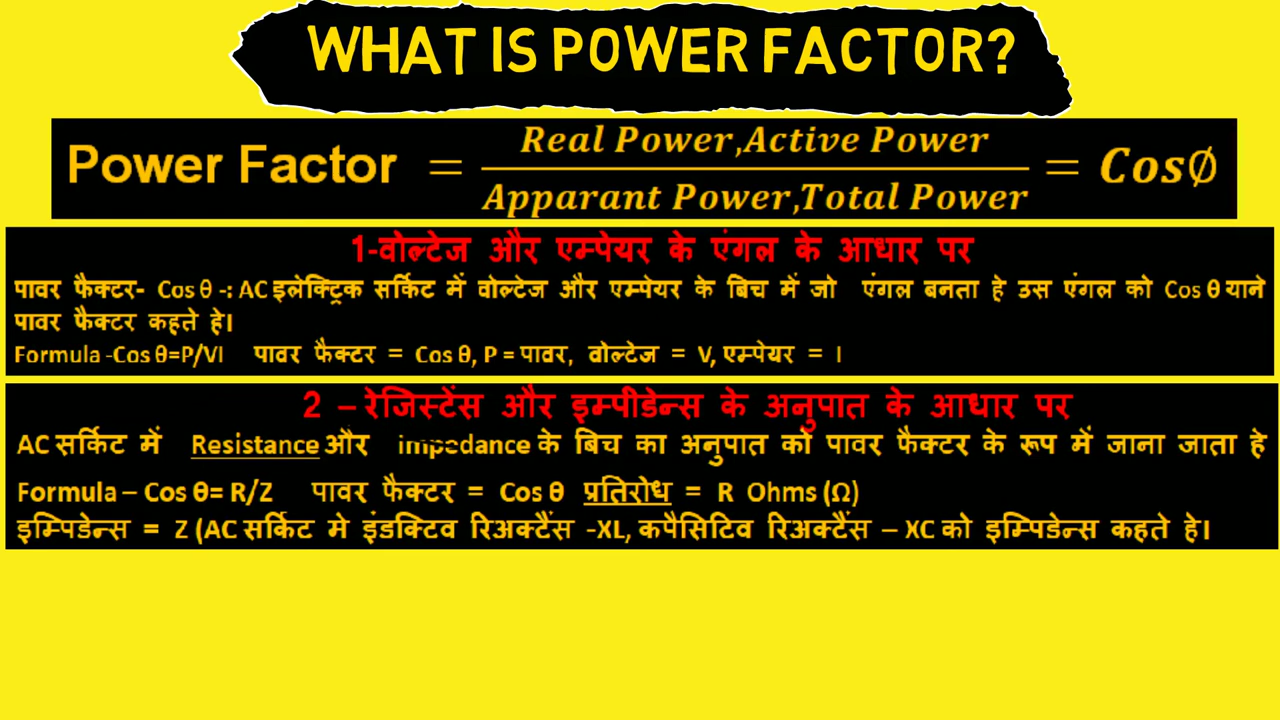 WHAT IS POWER FACTOR?
Power Factor = Real Power,Active Power / Apparant Power,Total Power = Cos∅
1-वोल्टेज और एम्पेयर के एंगल के आधार पर
पावर फैक्टर- Cos θ -: AC इलेक्ट्रिक सर्किट में वोल्टेज और एम्पेयर के बिच में जो एंगल बनता हे उस एंगल को Cos θ याने
पावर फैक्टर कहते हे।
Formula -Cos θ=P/VI पावर फैक्टर = Cos θ, P = पावर, वोल्टेज = V, एम्पेयर = I
2 – रेजिस्टेंस और इम्पीडेन्स के अनुपात के आधार पर
AC सर्किट में Resistance और impedance के बिच का अनुपात को पावर फैक्टर के रूप में जाना जाता हे
Formula – Cos θ= R/Z पावर फैक्टर = Cos θ प्रतिरोध = R Ohms (Ω)
इम्पिडेन्स = Z (AC सर्किट मे इंडक्टिव रिअक्टैंस -XL, कपैसिटिव रिअक्टैंस – XC को इम्पिडेन्स कहते हे।